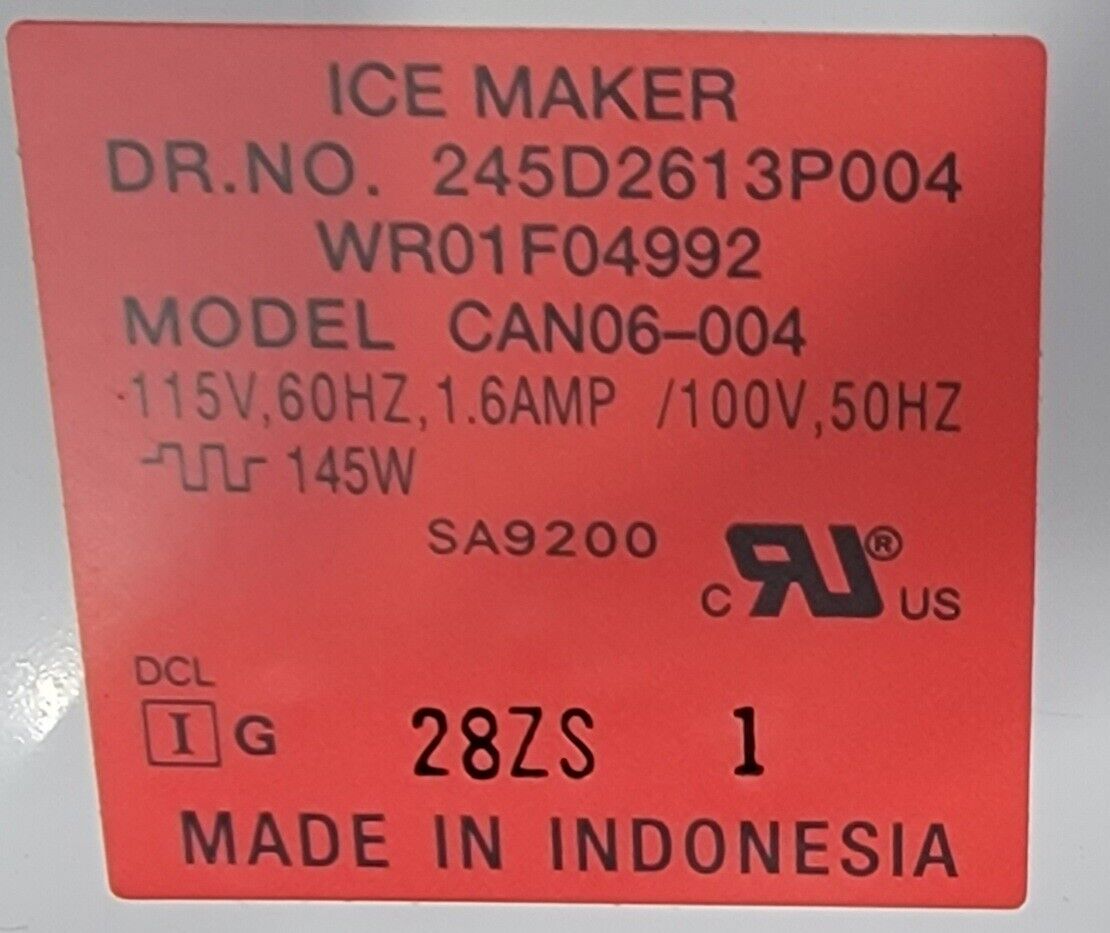 ICE MAKER
DR.NO. 245D2613P004
WR01F04992
MODEL CAN06-004
115V,60HZ,1.6AMP /100V,50HZ
145W
SA9200
C RU® US
DCL
I G 28ZS 1
MADE IN INDONESIA